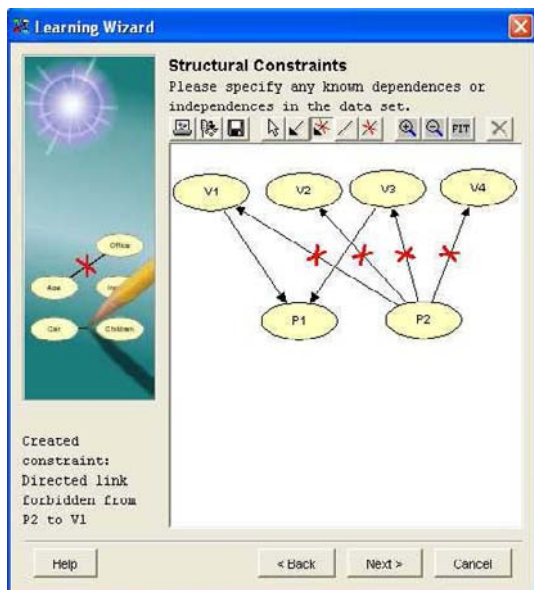 Learning Wizard
Structural Constraints
Please specify any known dependences or
independences in the data set.
FIT
V1
V2
V3
V4
P1
P2
Office
Age
Car
Children
Created
constraint:
Directed link
forbidden from
P2 to V1
Help
< Back
Next >
Cancel